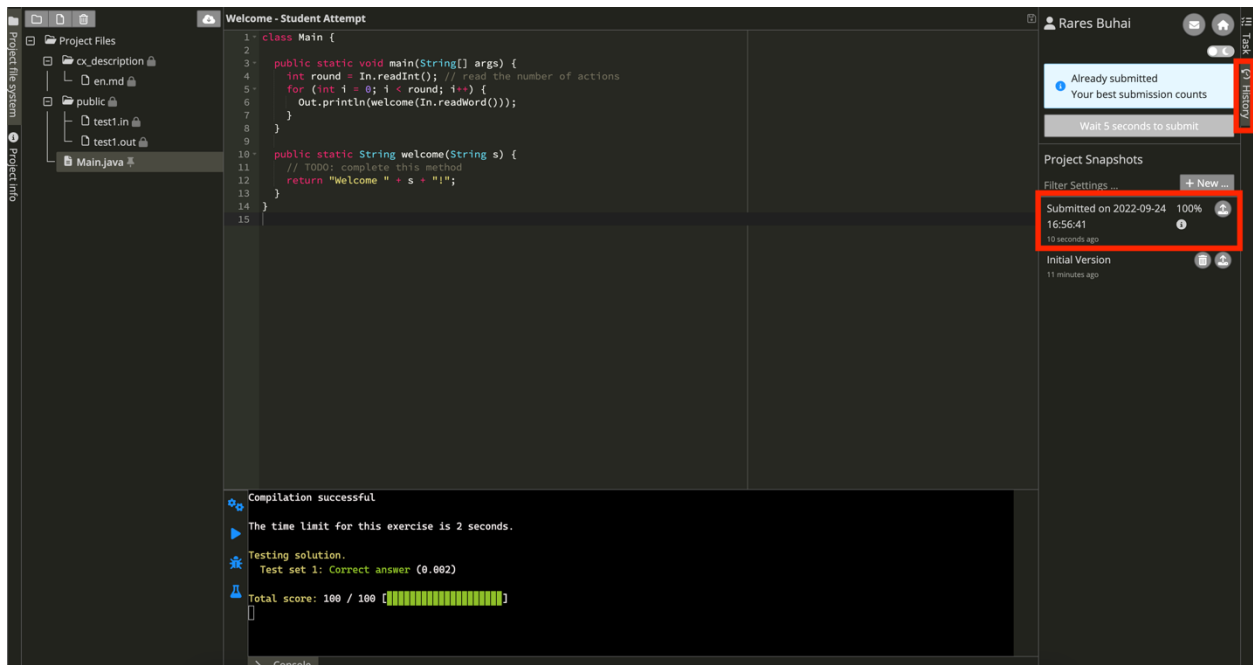 Project file system
Project info
Project Files
cx_description
en.md
public
test1.in
test1.out
Main.java
Welcome - Student Attempt
1 class Main {
2
3 public static void main(String[] args) {
4 int round = In.readInt(); // read the number of actions
5 for (int i = 0; i < round; i++) {
6 Out.println(welcome(In.readWord()));
7 }
8 }
9
10 public static String welcome(String s) {
11 // TODO: complete this method
12 return "Welcome " + s + "!";
13 }
14 }
15
Compilation successful
The time limit for this exercise is 2 seconds.
Testing solution.
Test set 1: Correct answer (0.002)
Total score: 100 / 100 [ ]
Console
Rares Buhai
Already submitted
Your best submission counts
Wait 5 seconds to submit
Project Snapshots
Filter Settings ...
+ New ...
Submitted on 2022-09-24 100%
16:56:41
10 seconds ago
Initial Version
11 minutes ago
Task
History